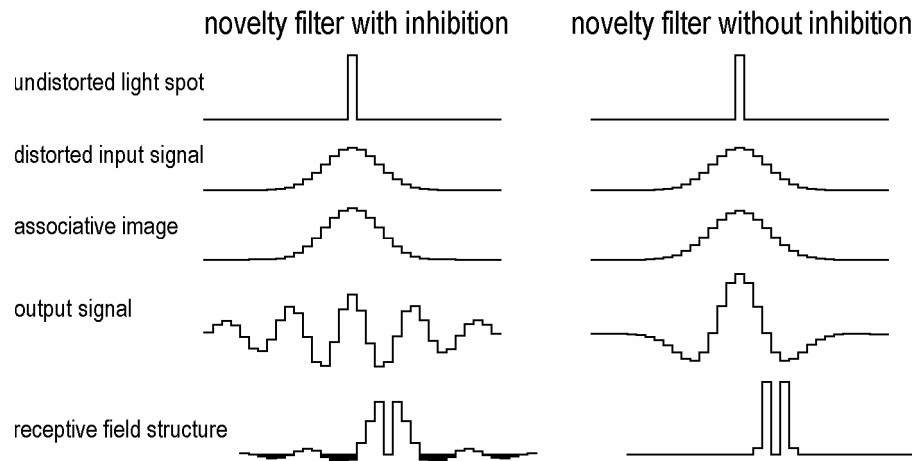 novelty filter with inhibition
novelty filter without inhibition
undistorted light spot
distorted input signal
associative image
output signal
receptive field structure